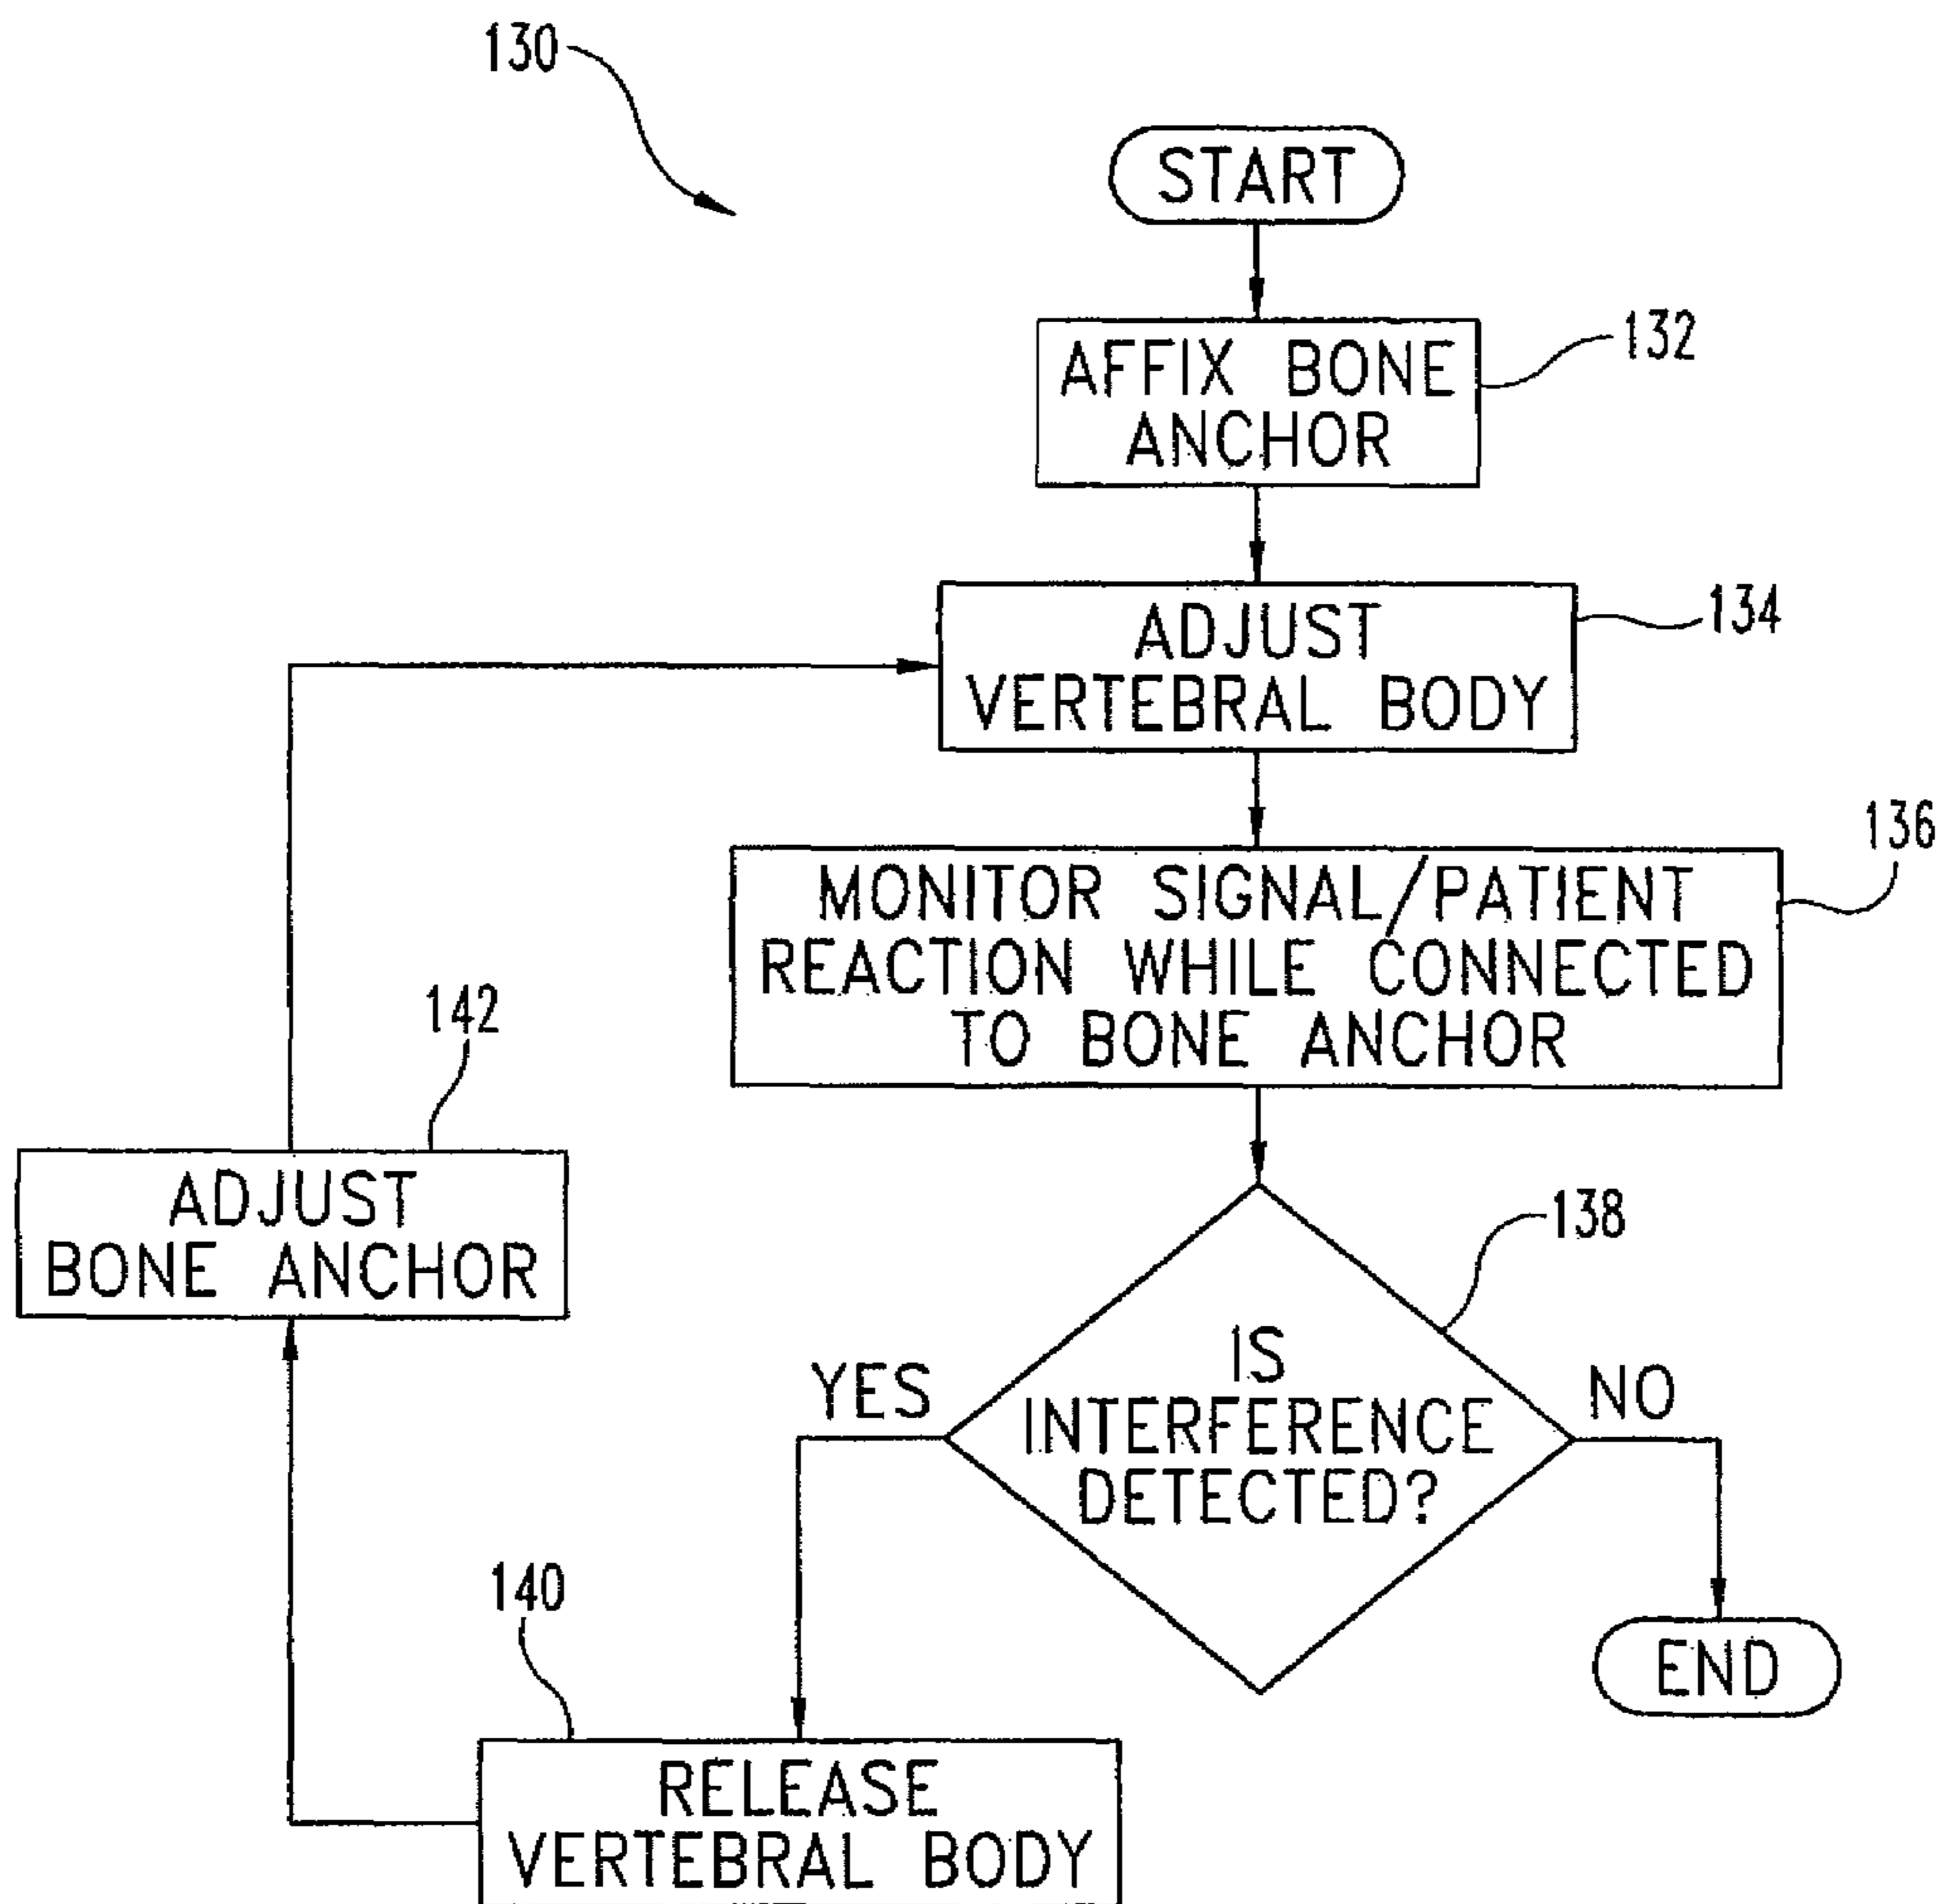 130
START
AFFIX BONE
ANCHOR
132
ADJUST
VERTEBRAL BODY
134
MONITOR SIGNAL/PATIENT
REACTION WHILE CONNECTED
TO BONE ANCHOR
136
142
ADJUST
BONE ANCHOR
138
IS
INTERFERENCE
DETECTED?
YES
NO
END
140
RELEASE
VERTEBRAL BODY